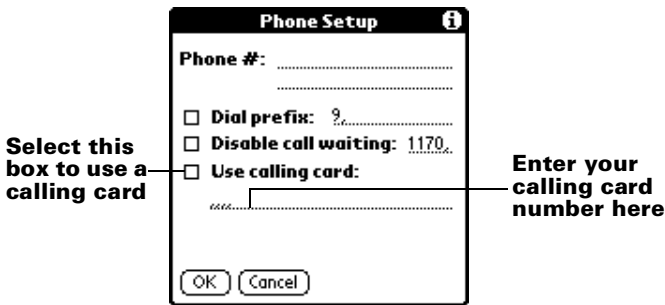 Phone Setup
Phone #:
Dial prefix: 9,
Disable call waiting: 1170,
Use calling card:
,,,,
OK Cancel
Select this
box to use a
calling card
Enter your
calling card
number here